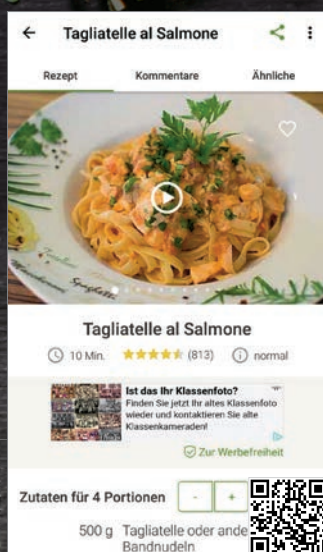 Tagliatelle al Salmone
Rezept Kommentare Ähnliche
Tagliatelle al Salmone
10 Min. (813) normal
Ist das Ihr Klassenfoto?
Finden Sie jetzt Ihr altes Klassenfoto
wieder und kontaktieren Sie alte
Klassenkameraden!
Zur Werbefreiheit
Zutaten für 4 Portionen - +
500 g Tagliatelle oder ande
Bandnudeln